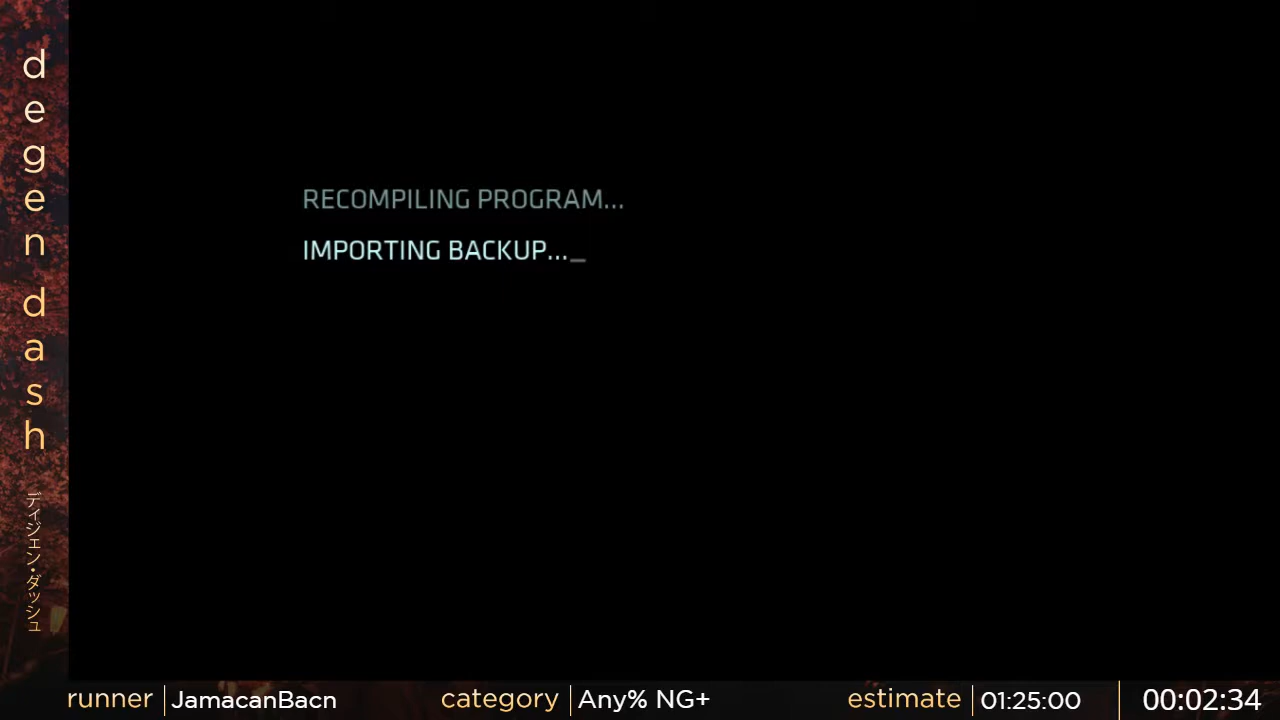 degen dash
デイジェン・ダッシュ
RECOMPILING PROGRAM...
IMPORTING BACKUP..._
runner JamacanBacn category Any% NG+ estimate 01:25:00 00:02:34